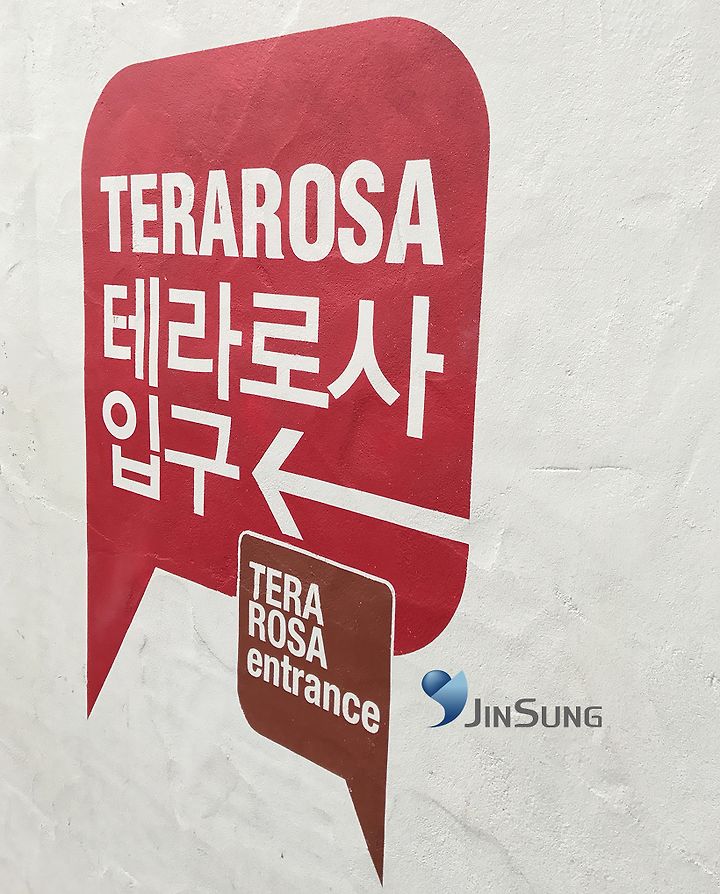 TERAROSA
테라로사
입구
TERA
ROSA
entrance
JINSUNG